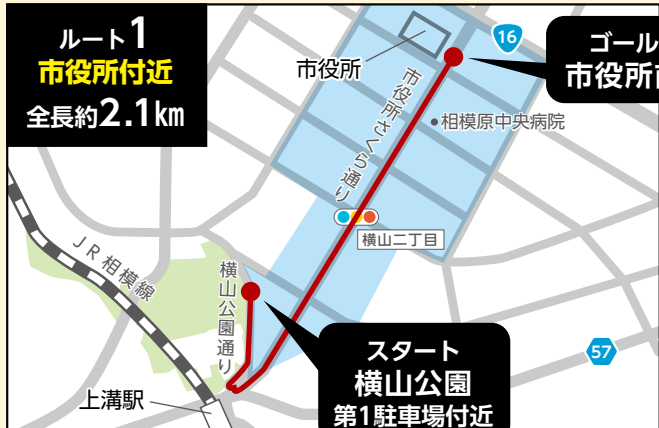 ルート1
市役所付近
全長約2.1km
市役所
16
ゴール
市役所
市役所さくら通り
相模原中央病院
横山二丁目
JR相模線
横山公園通り
スタート
横山公園
第1駐車場付近
57
上溝駅